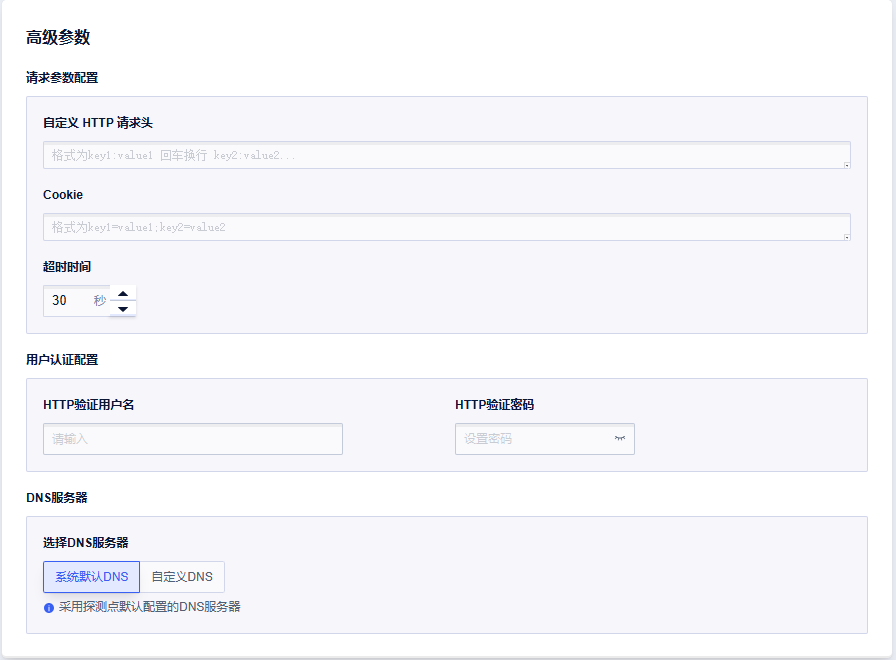 高级参数
请求参数配置
自定义 HTTP 请求头
格式为key1:value1 回车换行 key2:value2...
Cookie
格式为key1=value1;key2=value2
超时时间
30 秒
用户认证配置
HTTP验证用户名 HTTP验证密码
请输入 设置密码
DNS服务器
选择DNS服务器
系统默认DNS 自定义DNS
采用探测点默认配置的DNS服务器